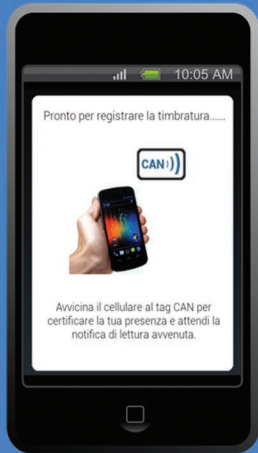 10:05 AM
Pronto per registrare la timbratura......
CAN
Avvicina il cellulare al tag CAN per
certificare la tua presenza e attendi la
notifica di lettura avvenuta.